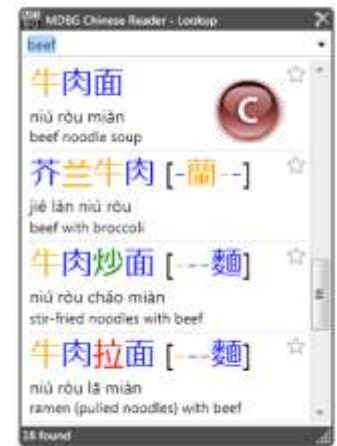 MDBG Chinese Reader - Lookup
beef
牛肉面
C
niú ròu miàn
beef noodle soup
芥兰牛肉 [-蘭--]
jiè lán niú ròu
beef with broccoli
牛肉炒面 [---麵]
niú ròu chǎo miàn
stir-fried noodles with beef
牛肉拉面 [---麵]
niú ròu lā miàn
ramen (pulled noodles) with beef
18 found